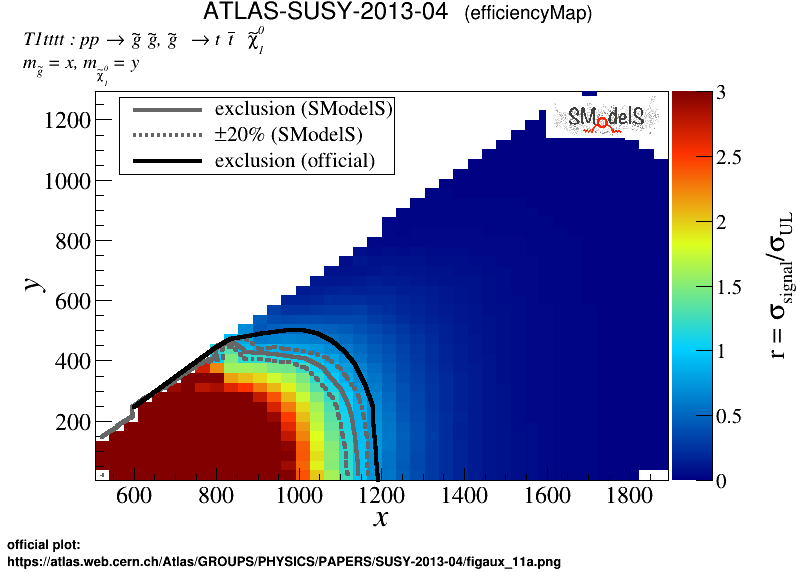 ATLAS-SUSY-2013-04 (efficiencyMap)
T1tttt : pp → g̃ g̃, g̃ → t t̄ χ̃₁⁰
m_g̃ = x, m_χ̃₁⁰ = y
exclusion (SModelS)
±20% (SModelS)
exclusion (official)
SModelS
1200
1000
800
600
400
200
y
600 800 1000 1200 1400 1600 1800
x
3
2.5
2
1.5
1
0.5
0
r = σ_signal/σ_UL
official plot:
https://atlas.web.cern.ch/Atlas/GROUPS/PHYSICS/PAPERS/SUSY-2013-04/figaux_11a.png